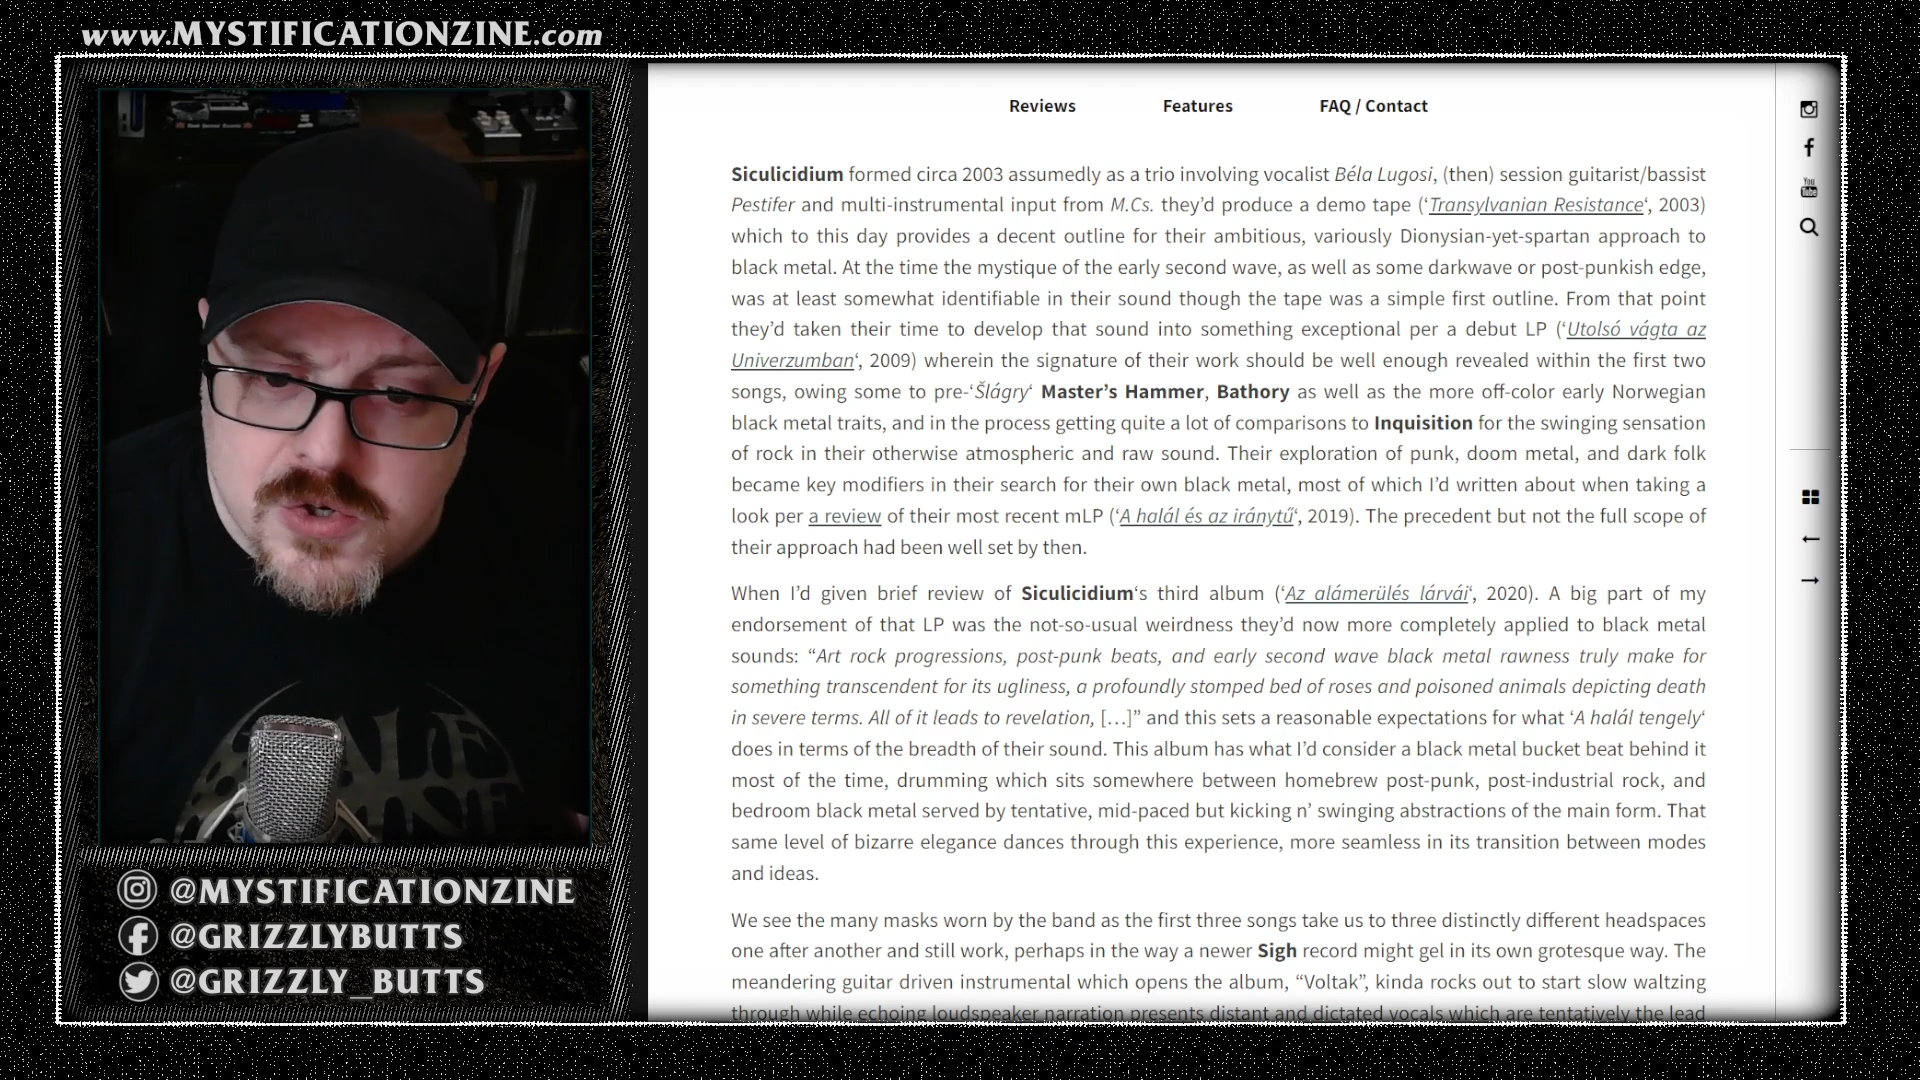 www.MYSTIFICATIONZINE.com
Reviews
Features
FAQ / Contact
Siculicidium formed circa 2003 assumedly as a trio involving vocalist Béla Lugosi, (then) session guitarist/bassist
Pestifer and multi-instrumental input from M.Cs. they’d produce a demo tape (‘Transylvanian Resistance‘, 2003)
which to this day provides a decent outline for their ambitious, variously Dionysian-yet-spartan approach to
black metal. At the time the mystique of the early second wave, as well as some darkwave or post-punkish edge,
was at least somewhat identifiable in their sound though the tape was a simple first outline. From that point
they’d taken their time to develop that sound into something exceptional per a debut LP (‘Utolsó vágta az
Univerzumban‘, 2009) wherein the signature of their work should be well enough revealed within the first two
songs, owing some to pre-‘Šlágry‘ Master’s Hammer, Bathory as well as the more off-color early Norwegian
black metal traits, and in the process getting quite a lot of comparisons to Inquisition for the swinging sensation
of rock in their otherwise atmospheric and raw sound. Their exploration of punk, doom metal, and dark folk
became key modifiers in their search for their own black metal, most of which I’d written about when taking a
look per a review of their most recent mLP (‘A halál és az iránytű‘, 2019). The precedent but not the full scope of
their approach had been well set by then.
When I’d given brief review of Siculicidium‘s third album (‘Az alámerülés lárvái‘, 2020). A big part of my
endorsement of that LP was the not-so-usual weirdness they’d now more completely applied to black metal
sounds: “Art rock progressions, post-punk beats, and early second wave black metal rawness truly make for
something transcendent for its ugliness, a profoundly stomped bed of roses and poisoned animals depicting death
in severe terms. All of it leads to revelation, […]” and this sets a reasonable expectations for what ‘A halál tengely‘
does in terms of the breadth of their sound. This album has what I’d consider a black metal bucket beat behind it
most of the time, drumming which sits somewhere between homebrew post-punk, post-industrial rock, and
bedroom black metal served by tentative, mid-paced but kicking n’ swinging abstractions of the main form. That
same level of bizarre elegance dances through this experience, more seamless in its transition between modes
and ideas.
We see the many masks worn by the band as the first three songs take us to three distinctly different headspaces
one after another and still work, perhaps in the way a newer Sigh record might gel in its own grotesque way. The
meandering guitar driven instrumental which opens the album, “Voltak”, kinda rocks out to start slow waltzing
through while echoing loudspeaker narration presents distant and dictated vocals which are tentatively the lead
You
Tube
@MYSTIFICATIONZINE
@GRIZZLYBUTTS
@GRIZZLY_BUTTS